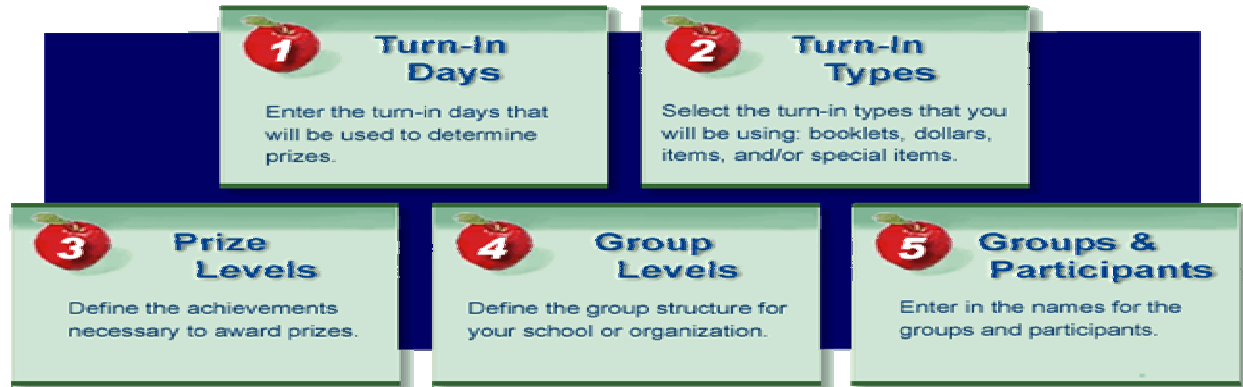 1
Turn-In
Days
Enter the turn-in days that
will be used to determine
prizes.
2
Turn-In
Types
Select the turn-in types that you
will be using: booklets, dollars,
items, and/or special items.
3
Prize
Levels
Define the achievements
necessary to award prizes.
4
Group
Levels
Define the group structure for
your school or organization.
5
Groups &
Participants
Enter in the names for the
groups and participants.